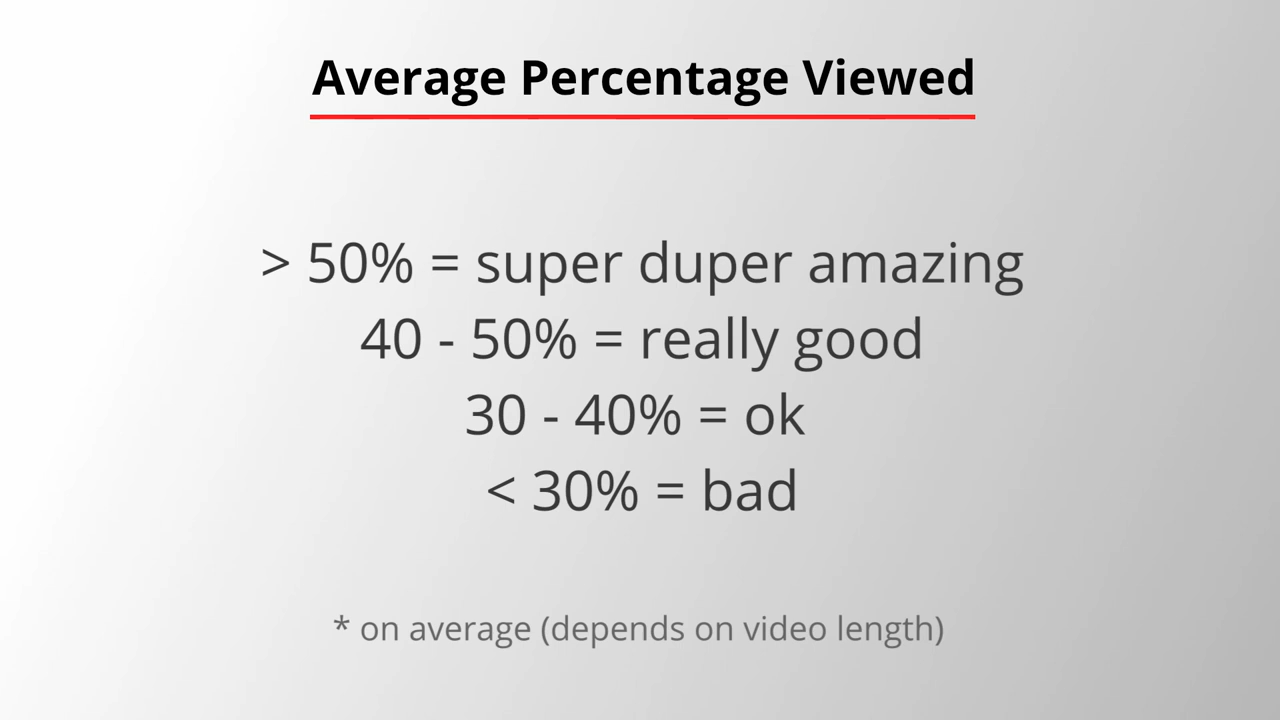 Average Percentage Viewed
> 50% = super duper amazing
40 - 50% = really good
30 - 40% = ok
< 30% = bad
* on average (depends on video length)